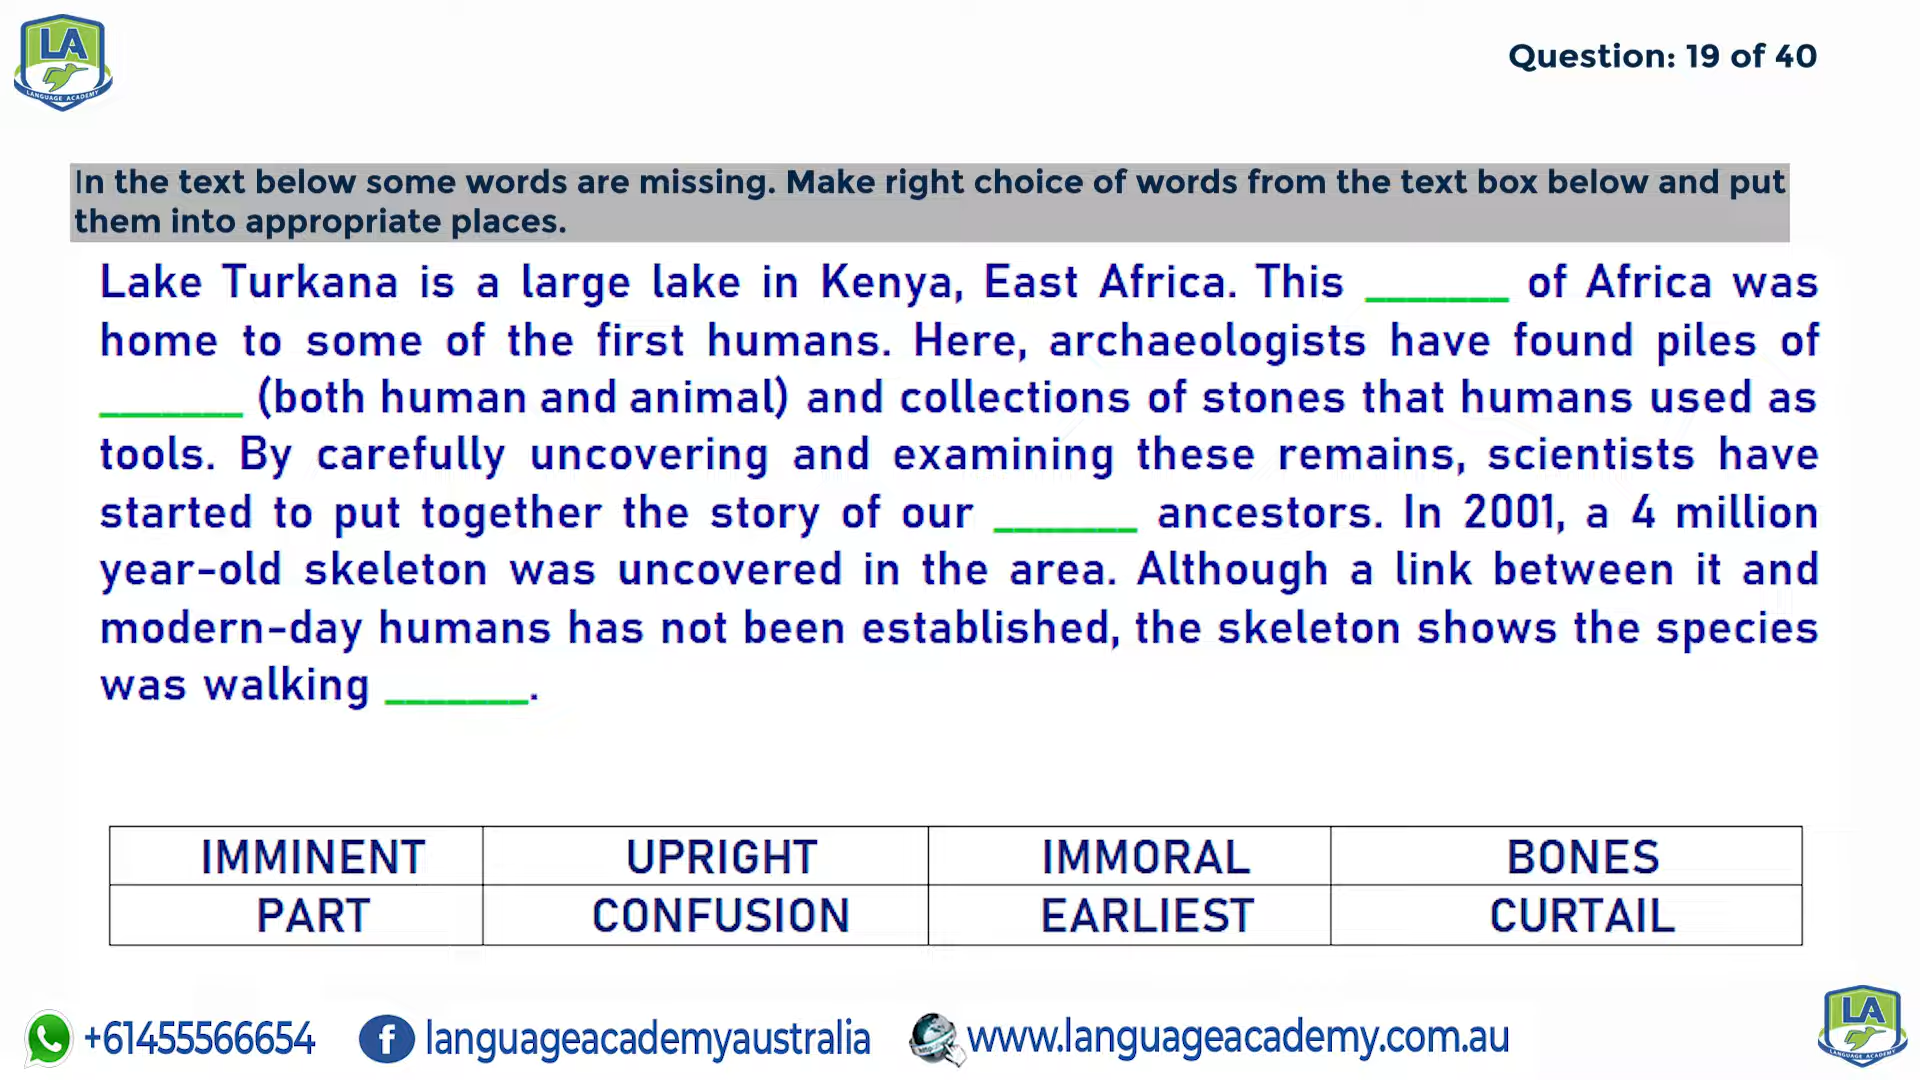 LA
LANGUAGE ACADEMY
Question: 19 of 40
In the text below some words are missing. Make right choice of words from the text box below and put
them into appropriate places.
Lake Turkana is a large lake in Kenya, East Africa. This _______ of Africa was
home to some of the first humans. Here, archaeologists have found piles of
_______ (both human and animal) and collections of stones that humans used as
tools. By carefully uncovering and examining these remains, scientists have
started to put together the story of our _______ ancestors. In 2001, a 4 million
year-old skeleton was uncovered in the area. Although a link between it and
modern-day humans has not been established, the skeleton shows the species
was walking _______.
IMMINENT UPRIGHT IMMORAL BONES
PART CONFUSION EARLIEST CURTAIL
+61455566654 f languageacademyaustralia http:// www.languageacademy.com.au
LA
LANGUAGE ACADEMY